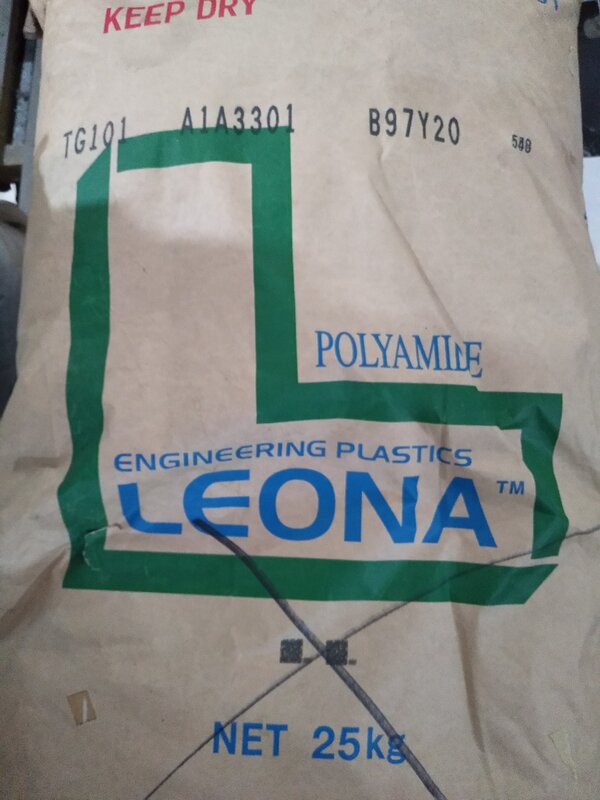 KEEP DRY
TG101 A1A3301 B97Y20
POLYAMIDE
ENGINEERING PLASTICS
LEONA™
NET 25kg